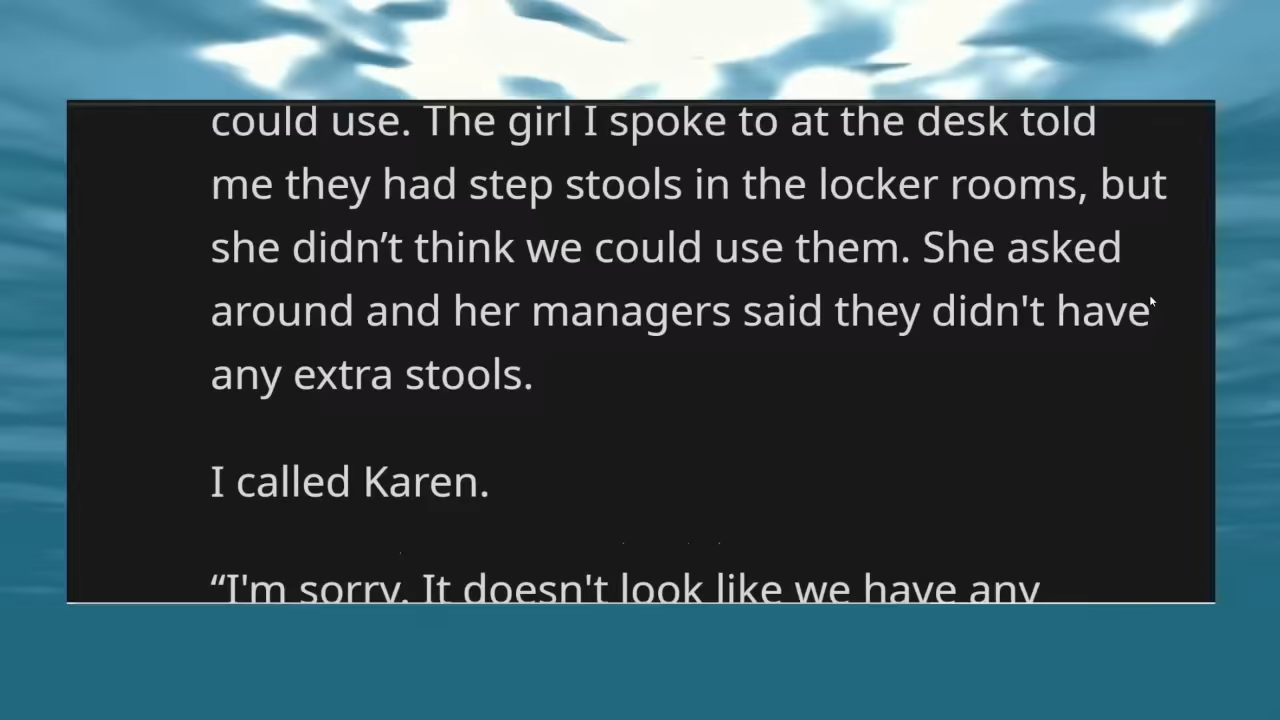 could use. The girl I spoke to at the desk told
me they had step stools in the locker rooms, but
she didn’t think we could use them. She asked
around and her managers said they didn't have
any extra stools.
I called Karen.
“I'm sorry. It doesn't look like we have any